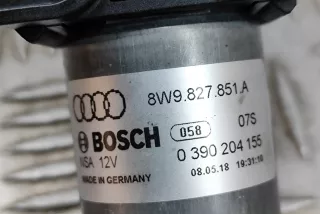 8W9.827.851.A
BOSCH 058 07S
NSA 12V 0 390 204 155
MADE IN GERMANY 08.05.18 19:31:10